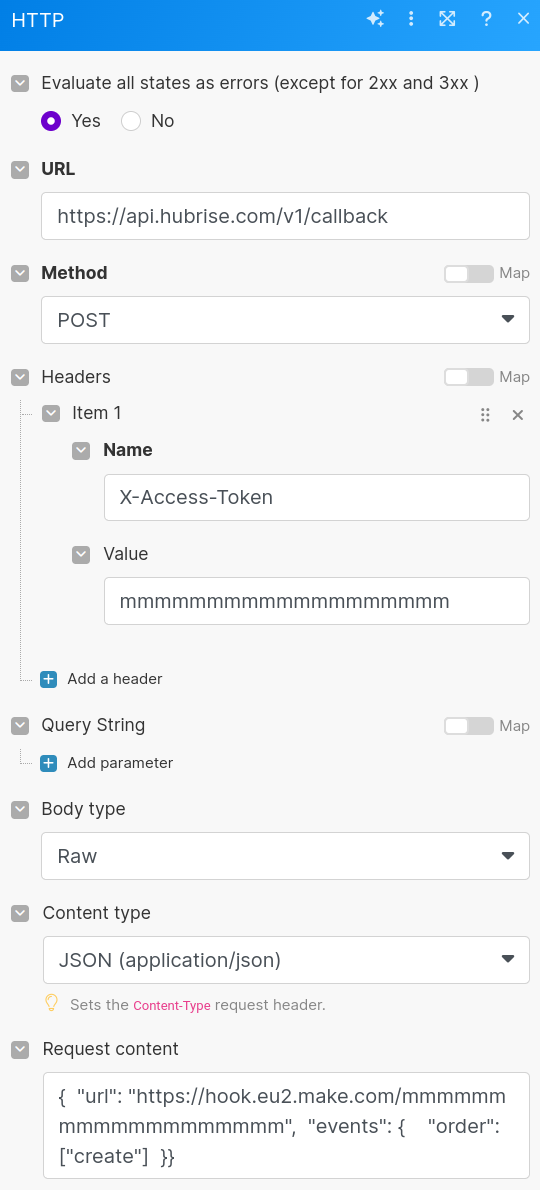 HTTP
Evaluate all states as errors (except for 2xx and 3xx )
Yes No
URL
https://api.hubrise.com/v1/callback
Method Map
POST
Headers Map
Item 1
Name
X-Access-Token
Value
mmmmmmmmmmmmmmmmmmm
Add a header
Query String Map
Add parameter
Body type
Raw
Content type
JSON (application/json)
Sets the Content-Type request header.
Request content
{  "url": "https://hook.eu2.make.com/mmmmmm
mmmmmmmmmmmmm",  "events": {    "order":
["create"]  }}